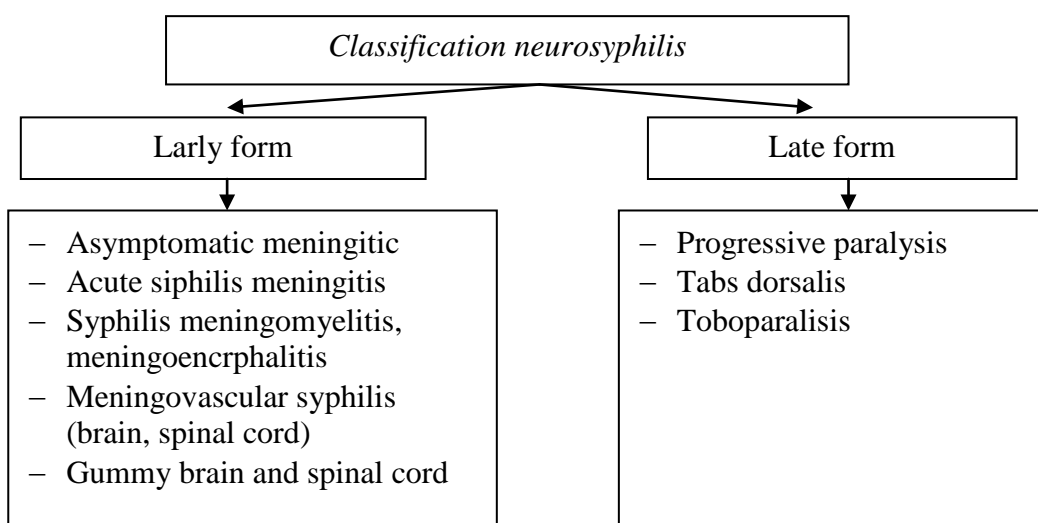 Classification neurosyphilis
Larly form
Late form
– Asymptomatic meningitic
– Acute siphilis meningitis
– Syphilis meningomyelitis,
meningoencrphalitis
– Meningovascular syphilis
(brain, spinal cord)
– Gummy brain and spinal cord
– Progressive paralysis
– Tabs dorsalis
– Toboparalisis